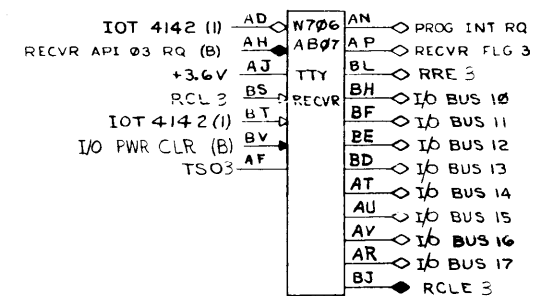 IOT 4142 (1) AD W706 AN PROG INT RQ
RECVR API Ø3 RQ (B) AH ABØ7 AP RECVR FLG 3
+3.6V AJ TTY BL RRE 3
RCL 3 BS RECVR BH I/O BUS 1Ø
IOT 4142 (1) BT BF I/O BUS 11
I/O PWR CLR (B) BV BE I/O BUS 12
TSO3 AF BD I/O BUS 13
AT I/O BUS 14
AU I/O BUS 15
AV I/O BUS 16
AR I/O BUS 17
BJ RCLE 3